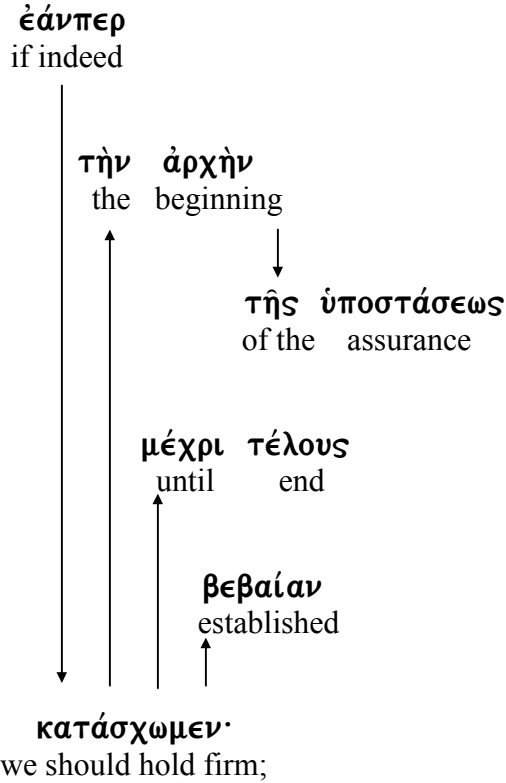 ἐάνπερ
if indeed
τὴν ἀρχὴν
the beginning
τῆς ὑποστάσεως
of the assurance
μέχρι τέλους
until end
βεβαίαν
established
κατάσχωμεν·
we should hold firm;